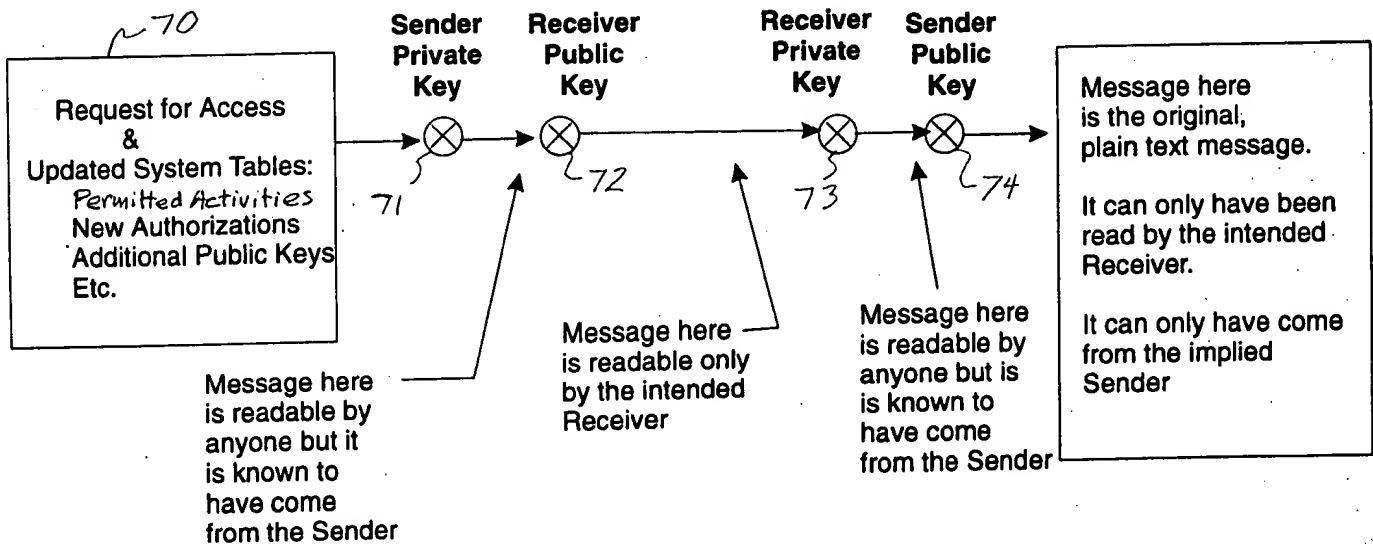 70
Request for Access
&
Updated System Tables:
Permitted Activities
New Authorizations
Additional Public Keys
Etc.
Sender
Private
Key
71
Receiver
Public
Key
72
Receiver
Private
Key
73
Sender
Public
Key
74
Message here
is readable by
anyone but it
is known to
have come
from the Sender
Message here
is readable only
by the intended
Receiver
Message here
is readable by
anyone but is
is known to
have come
from the Sender
Message here
is the original,
plain text message.
It can only have been
read by the intended
Receiver.
It can only have come
from the implied
Sender